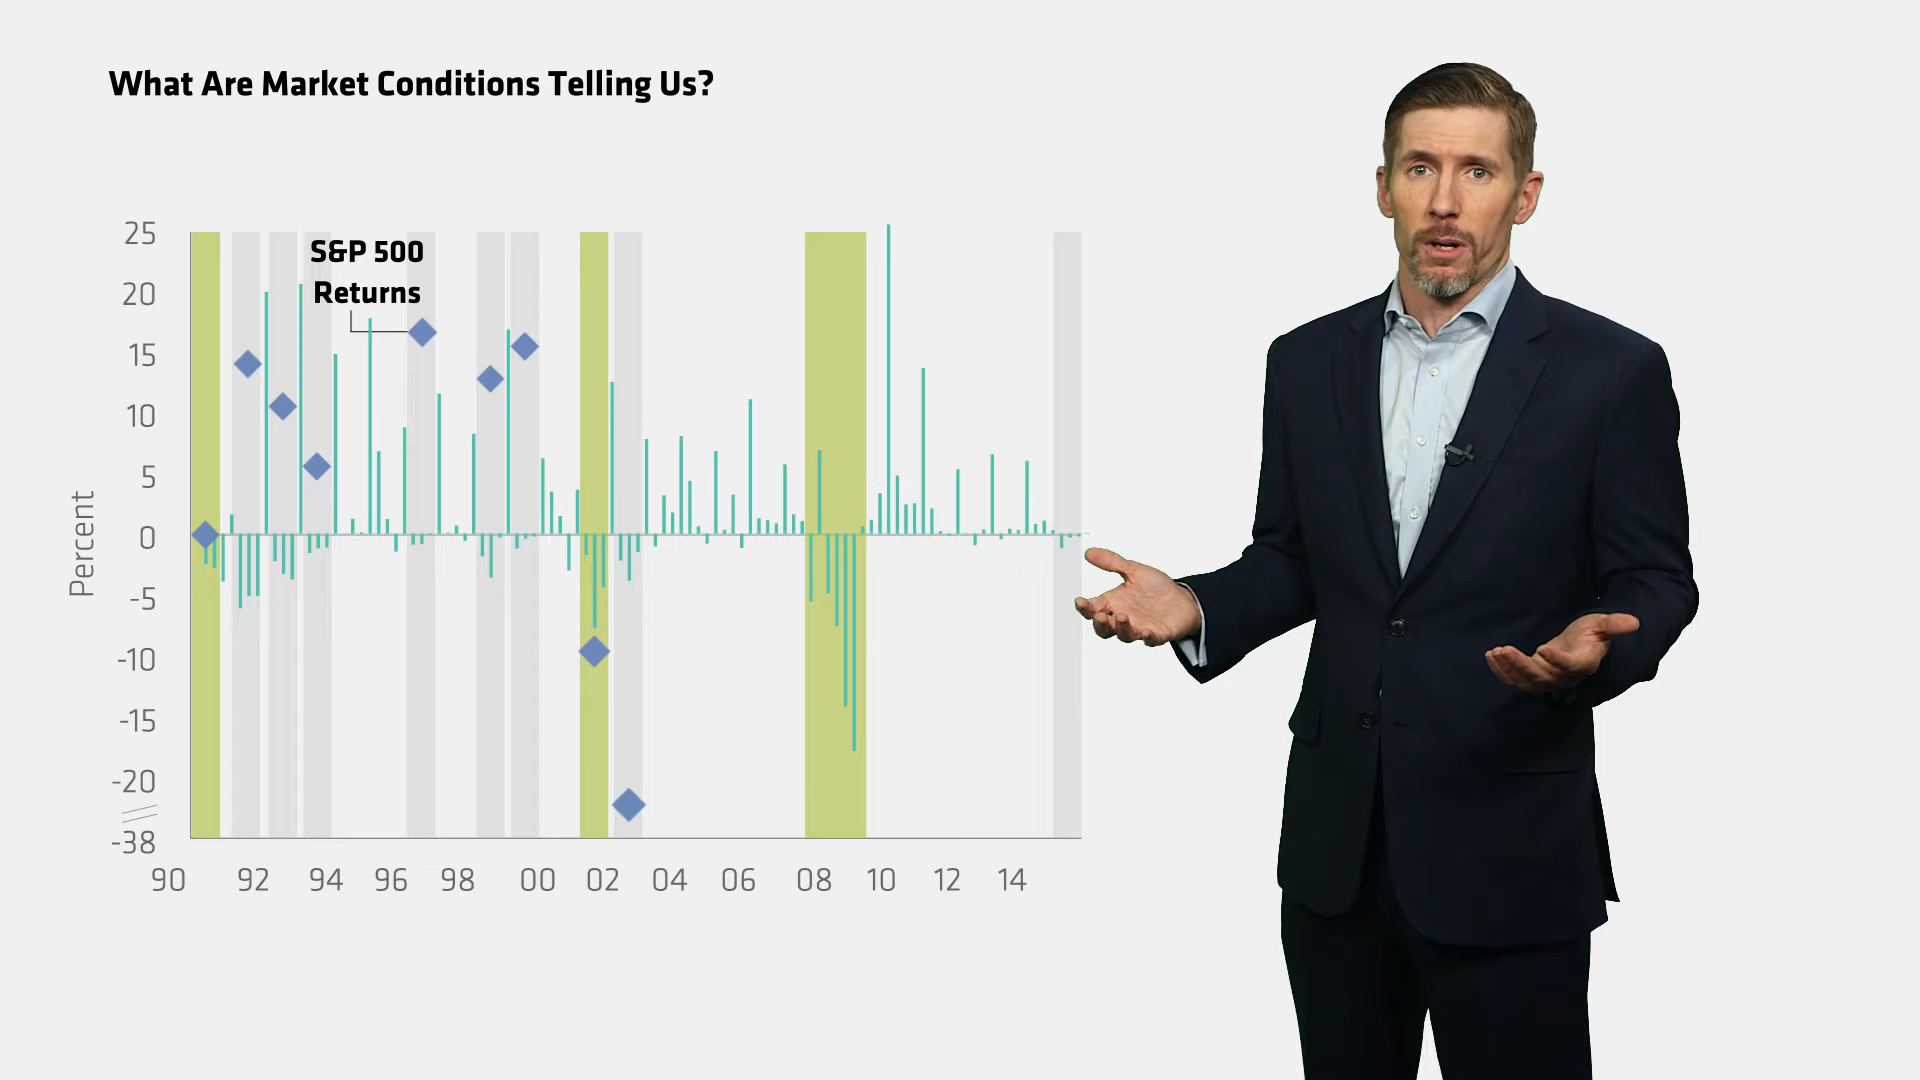 What Are Market Conditions Telling Us?
S&P 500
Returns
Percent
25
20
15
10
5
0
-5
-10
-15
-20
-38
90 92 94 96 98 00 02 04 06 08 10 12 14